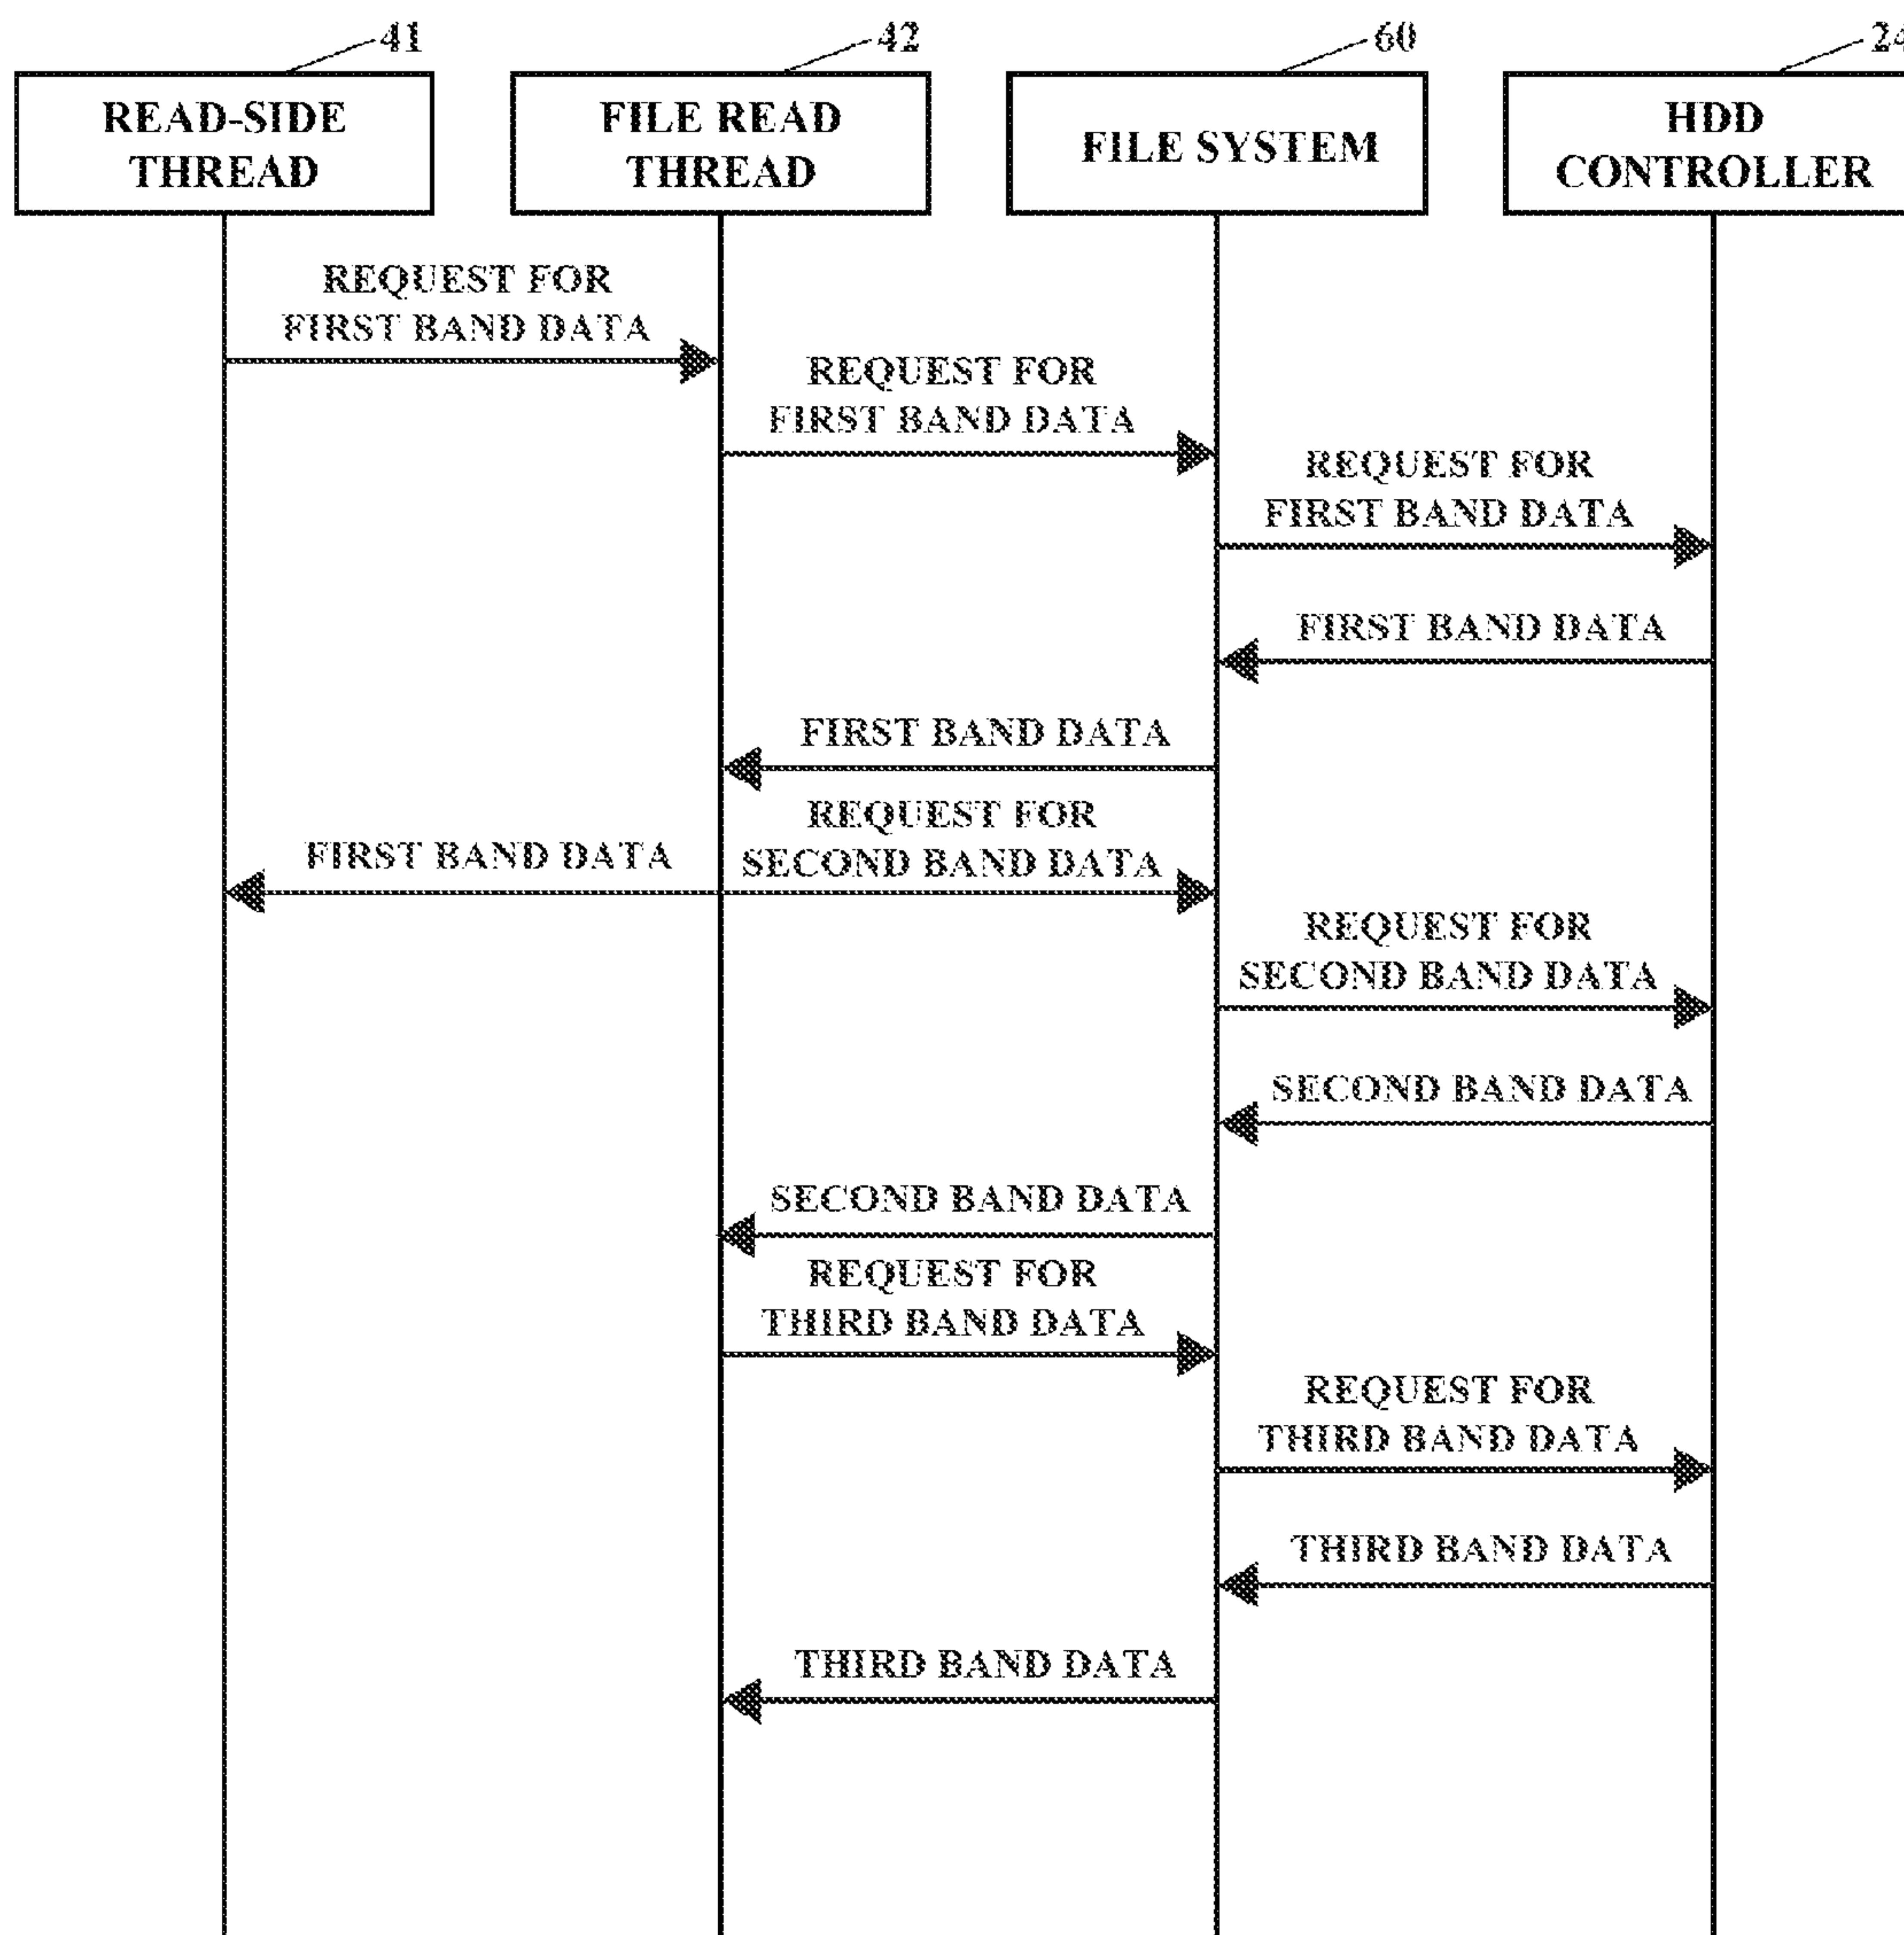 41
42
60
24
READ-SIDE
THREAD
FILE READ
THREAD
FILE SYSTEM
HDD
CONTROLLER
REQUEST FOR
FIRST BAND DATA
REQUEST FOR
FIRST BAND DATA
REQUEST FOR
FIRST BAND DATA
FIRST BAND DATA
FIRST BAND DATA
FIRST BAND DATA
REQUEST FOR
SECOND BAND DATA
REQUEST FOR
SECOND BAND DATA
SECOND BAND DATA
SECOND BAND DATA
REQUEST FOR
THIRD BAND DATA
REQUEST FOR
THIRD BAND DATA
THIRD BAND DATA
THIRD BAND DATA